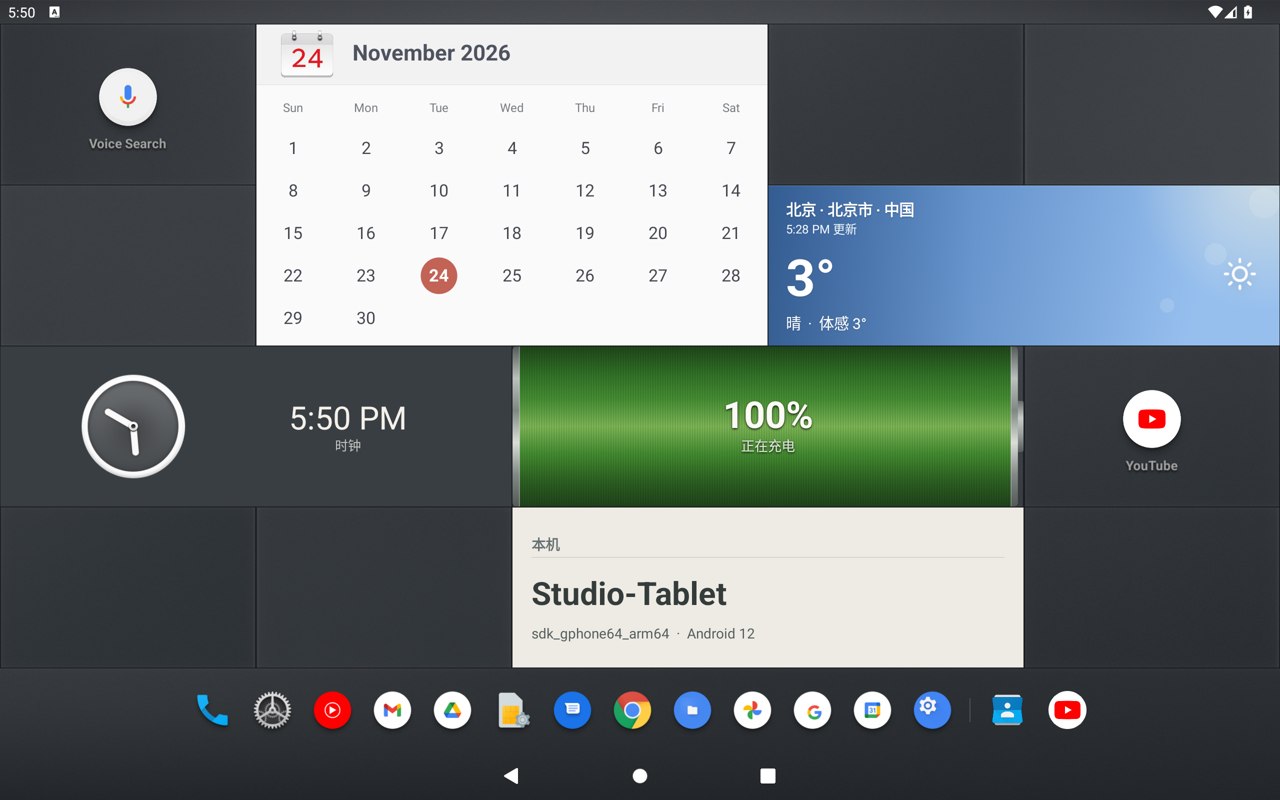 5:50
A
Voice Search
24
November 2026
Sun Mon Tue Wed Thu Fri Sat
1 2 3 4 5 6 7
8 9 10 11 12 13 14
15 16 17 18 19 20 21
22 23 24 25 26 27 28
29 30
北京 · 北京市 · 中国
5:28 PM 更新
3°
晴 · 体感 3°
5:50 PM
时钟
100%
正在充电
YouTube
本机
Studio-Tablet
sdk_gphone64_arm64 · Android 12
31